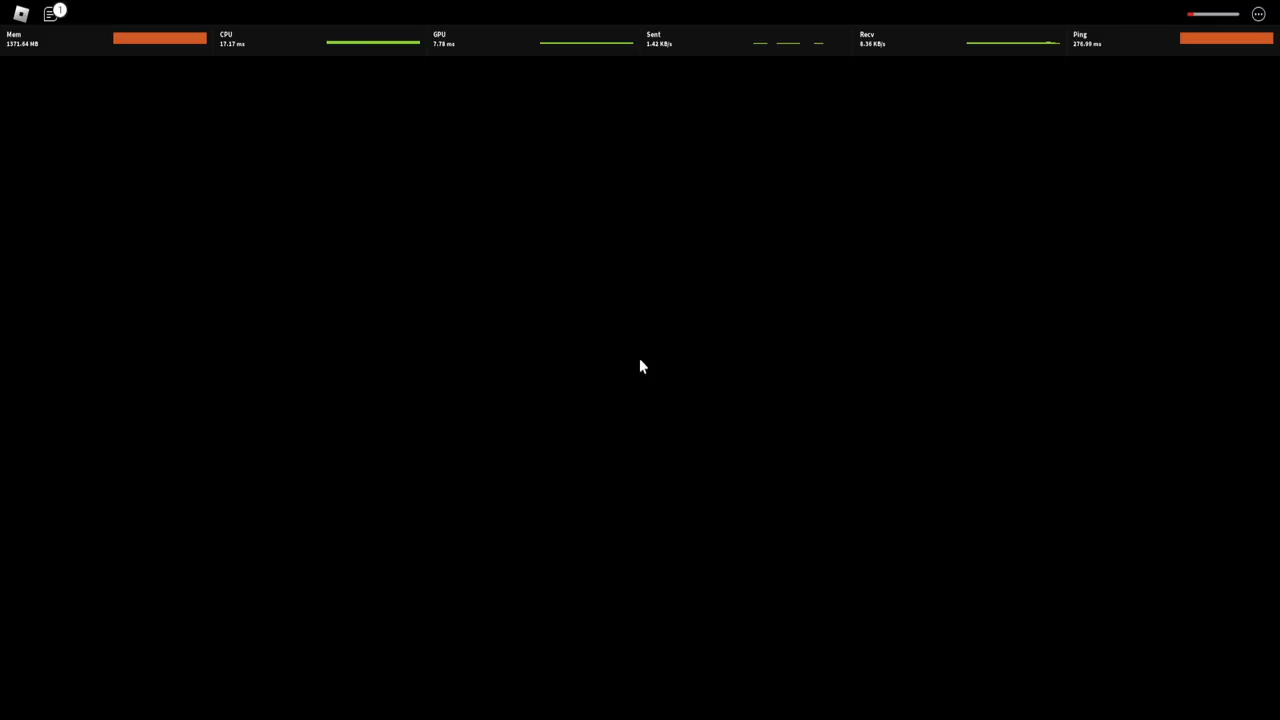 1
Mem
1371.64 MB
CPU
17.17 ms
GPU
7.78 ms
Sent
1.42 KB/s
Recv
8.36 KB/s
Ping
276.99 ms